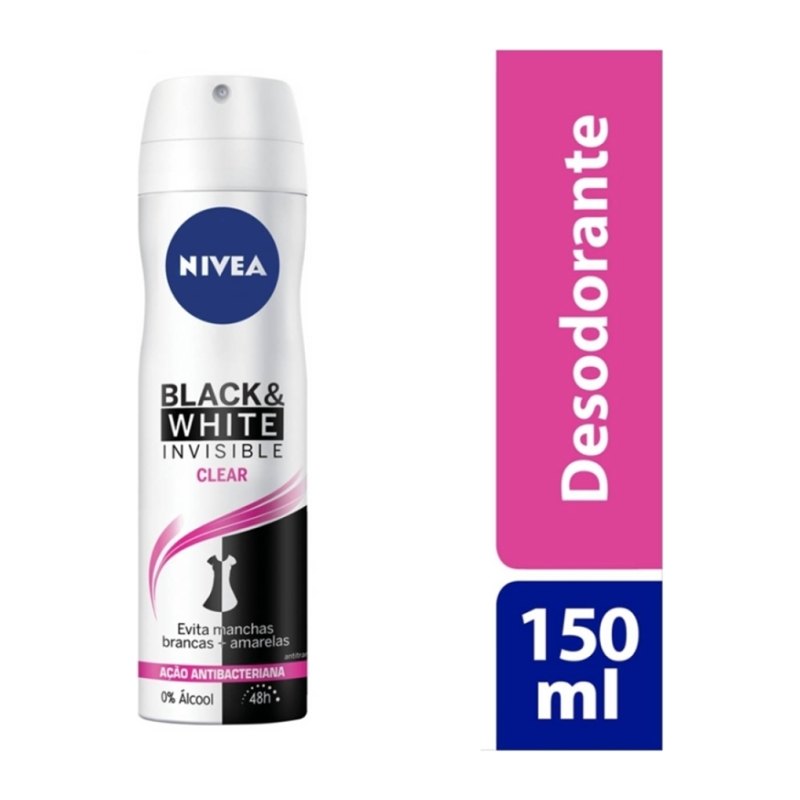 NIVEA
BLACK&
WHITE
INVISIBLE
CLEAR
Evita manchas
brancas - amarelas
AÇÃO ANTIBACTERIANA
0% Álcool
48h
Desodorante
150
ml